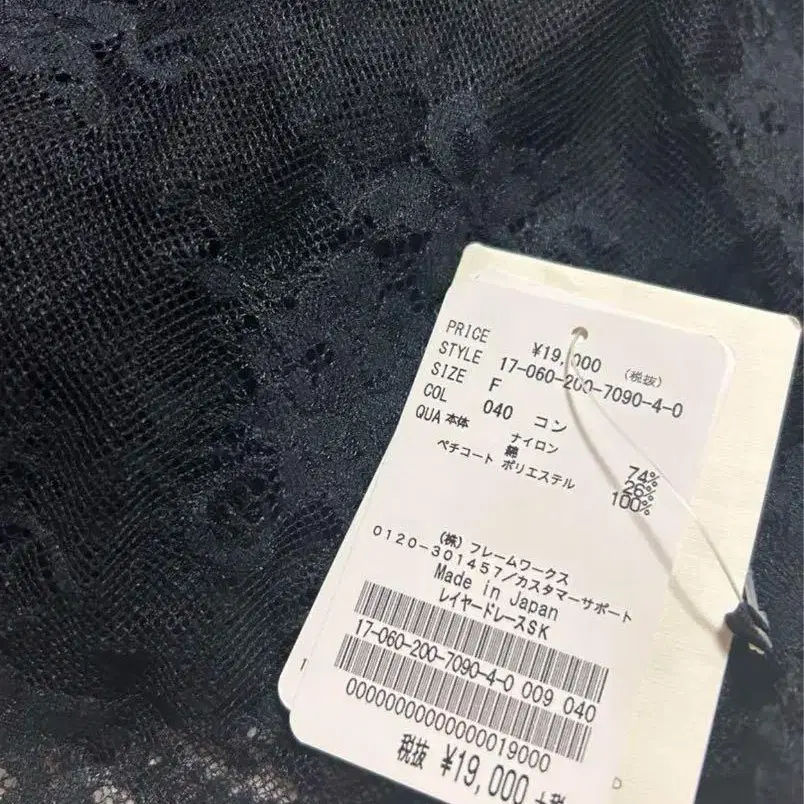 PRICE ¥19,000 (税抜)
STYLE 17-060-200-7090-4-0
SIZE F
COL 040 コン
QUA 本体 ナイロン 74%
綿 26%
ペチコート ポリエステル 100%
(株)フレームワークス
0120-301457/カスタマーサポート
Made in Japan
レイヤードレースSK
17-060-200-7090-4-0 009 040
0000000000000019000
税抜 ¥19,000 +税